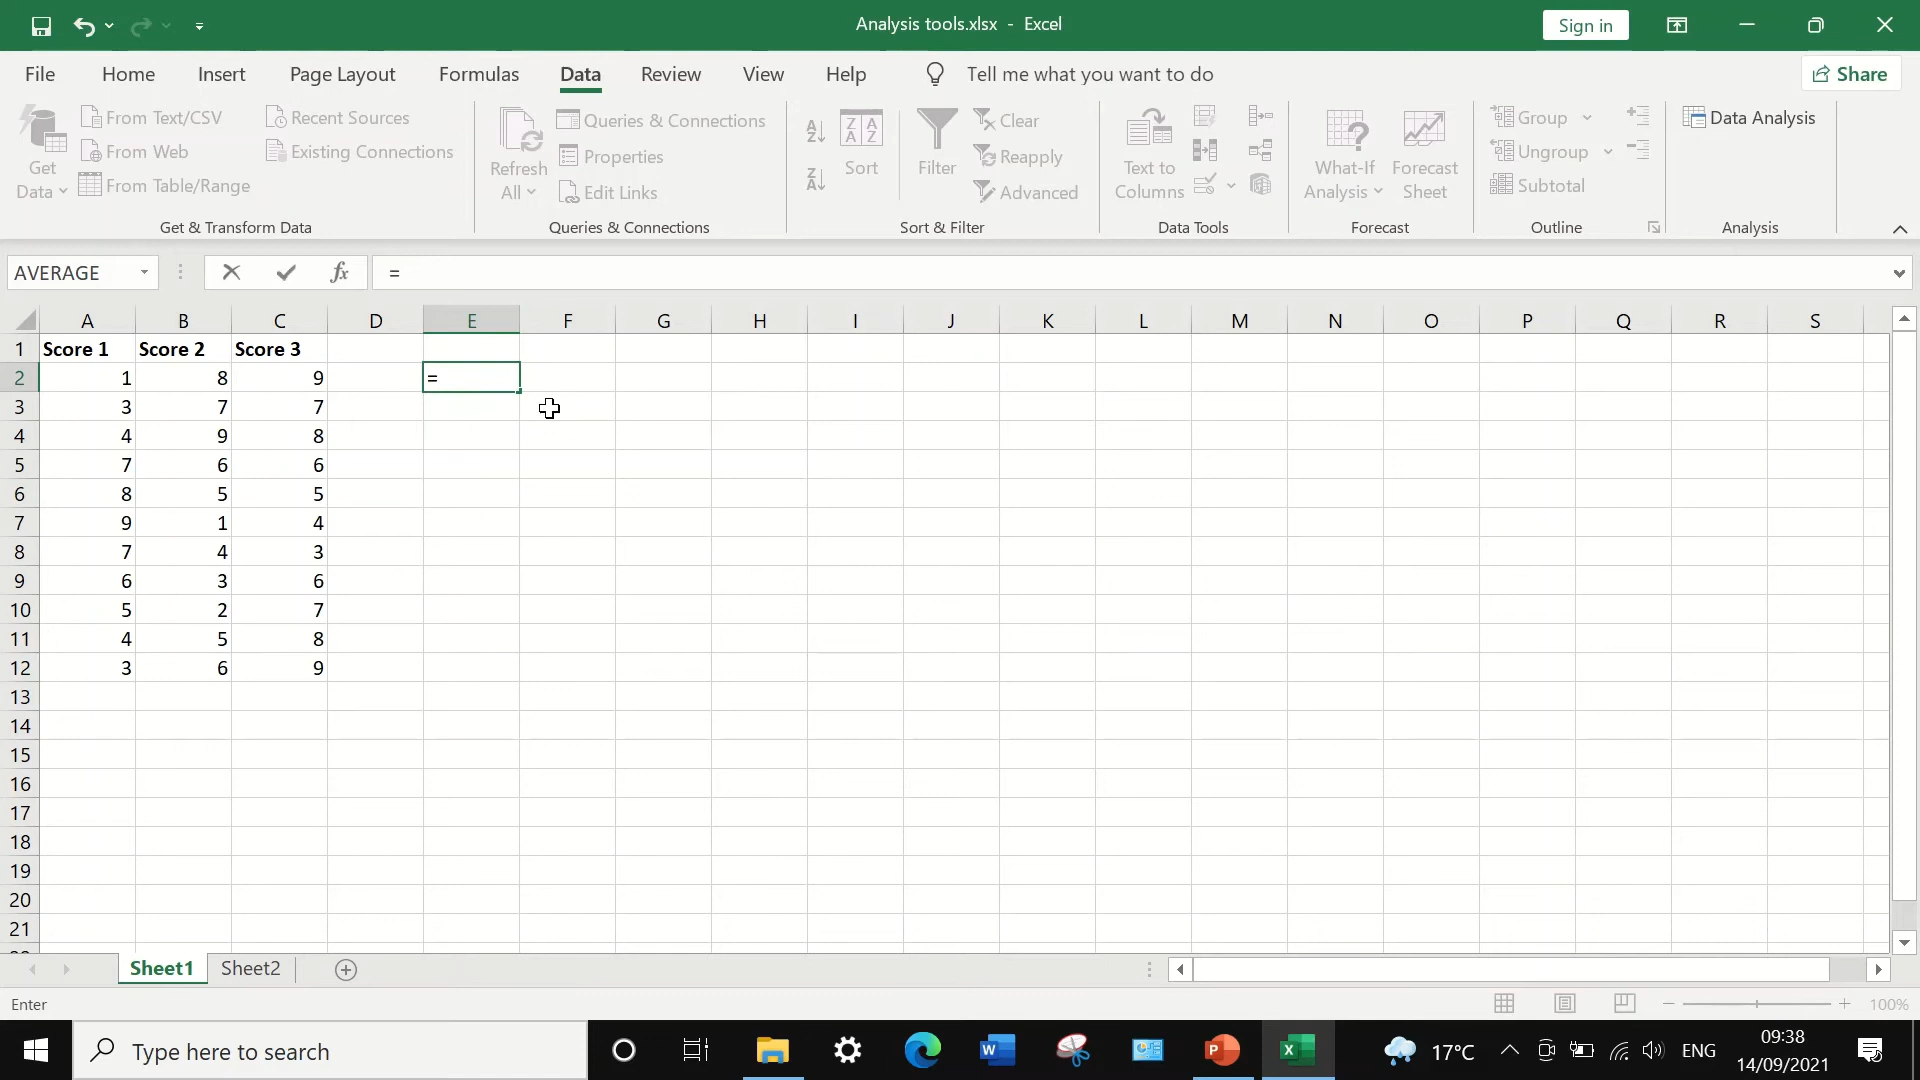 Analysis tools.xlsx - Excel
Sign in
File Home Insert Page Layout Formulas Data Review View Help Tell me what you want to do Share
Get Data
From Text/CSV
From Web
From Table/Range
Recent Sources
Existing Connections
Get & Transform Data
Refresh All
Queries & Connections
Properties
Edit Links
Queries & Connections
Sort
Filter
Clear
Reapply
Advanced
Sort & Filter
Text to Columns
Data Tools
What-If Analysis
Forecast Sheet
Forecast
Group
Ungroup
Subtotal
Outline
Data Analysis
Analysis
AVERAGE fx =
A B C D E F G H I J K L M N O P Q R S
1 Score 1 Score 2 Score 3
2 1 8 9 =
3 3 7 7
4 4 9 8
5 7 6 6
6 8 5 5
7 9 1 4
8 7 4 3
9 6 3 6
10 5 2 7
11 4 5 8
12 3 6 9
13
14
15
16
17
18
19
20
21
Sheet1 Sheet2
Enter 100%
Type here to search 17°C ENG 09:38
14/09/2021